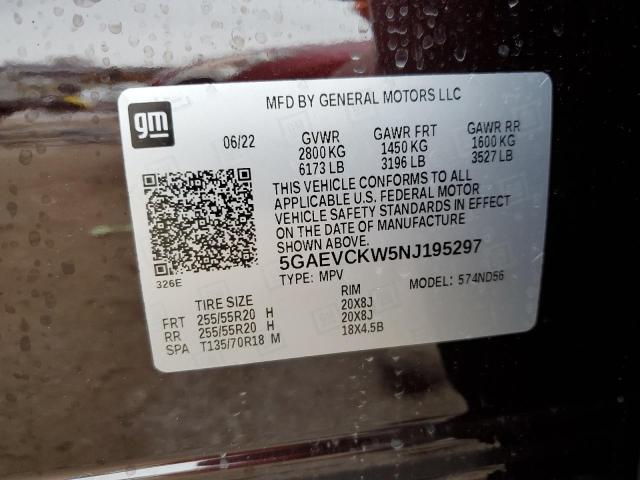 MFD BY GENERAL MOTORS LLC
gm
06/22 GVWR GAWR FRT GAWR RR
2800 KG 1450 KG 1600 KG
6173 LB 3196 LB 3527 LB
THIS VEHICLE CONFORMS TO ALL
APPLICABLE U.S. FEDERAL MOTOR
VEHICLE SAFETY STANDARDS IN EFFECT
ON THE DATE OF MANUFACTURE
SHOWN ABOVE.
5GAEVCKW5NJ195297
326E
TYPE: MPV MODEL: 574ND56
TIRE SIZE RIM
FRT 255/55R20 H 20X8J
RR 255/55R20 H 20X8J
SPA T135/70R18 M 18X4.5B